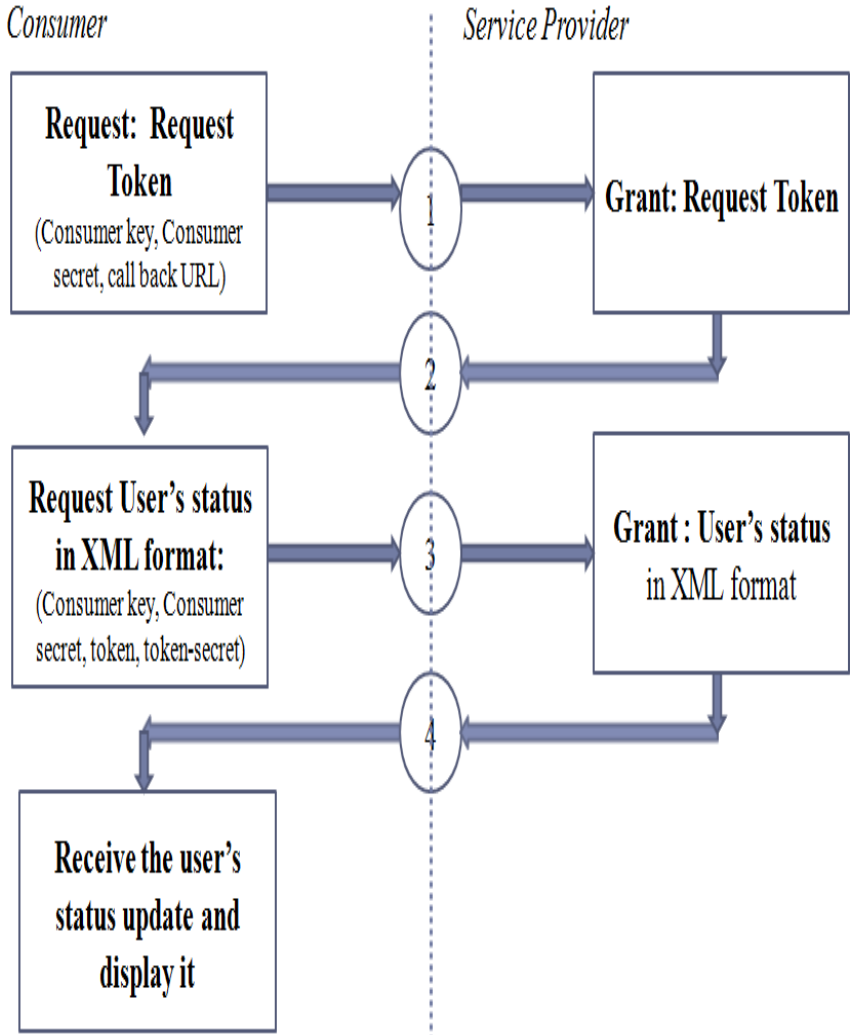 Consumer
Service Provider
Request:  Request
Token
(Consumer key, Consumer
secret, call back URL)
1
Grant: Request Token
2
Request User’s status
in XML format:
(Consumer key, Consumer
secret, token, token-secret)
3
Grant : User’s status
in XML format
4
Receive the user’s
status update and
display it